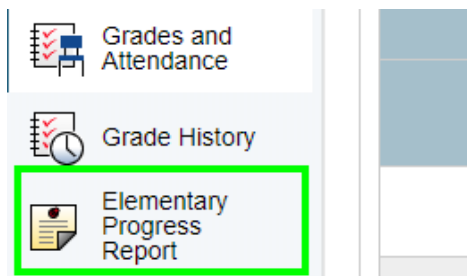 Grades and
Attendance
Grade History
Elementary
Progress
Report